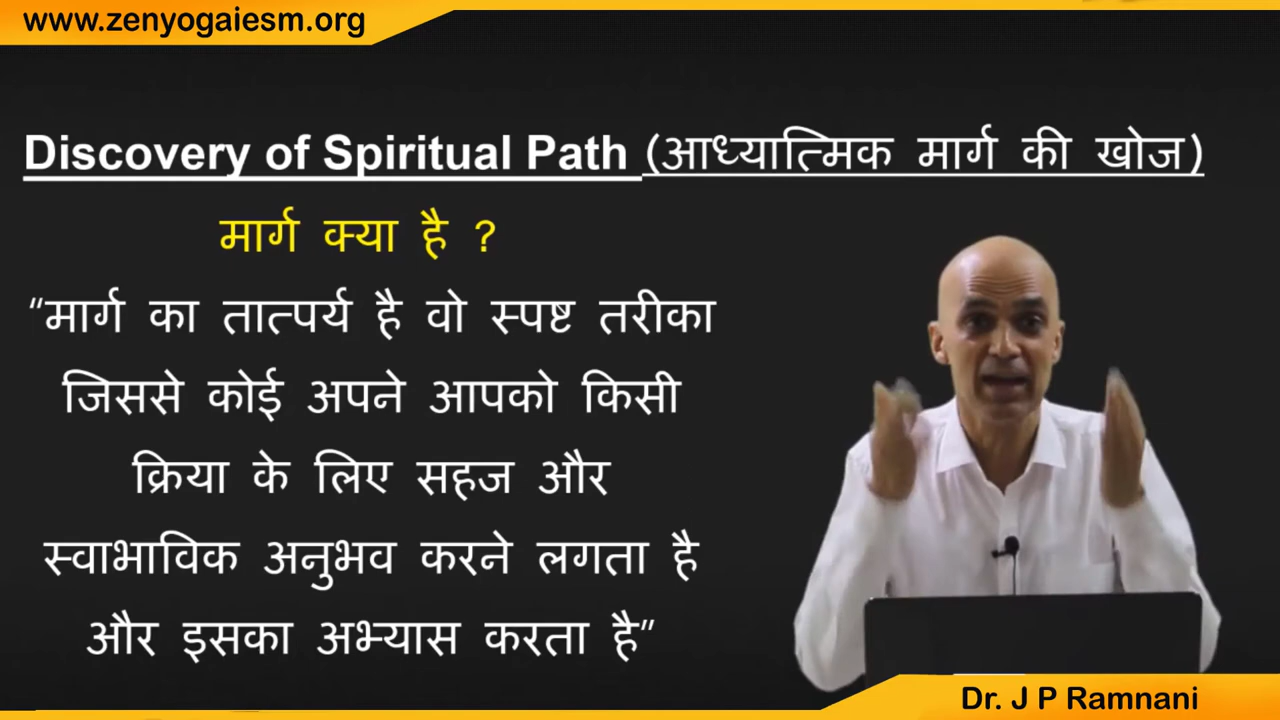 www.zenyogaiesm.org
Discovery of Spiritual Path (आध्यात्मिक मार्ग की खोज)
मार्ग क्या है ?
“मार्ग का तात्पर्य है वो स्पष्ट तरीका
जिससे कोई अपने आपको किसी
क्रिया के लिए सहज और
स्वाभाविक अनुभव करने लगता है
और इसका अभ्यास करता है”
Dr. J P Ramnani